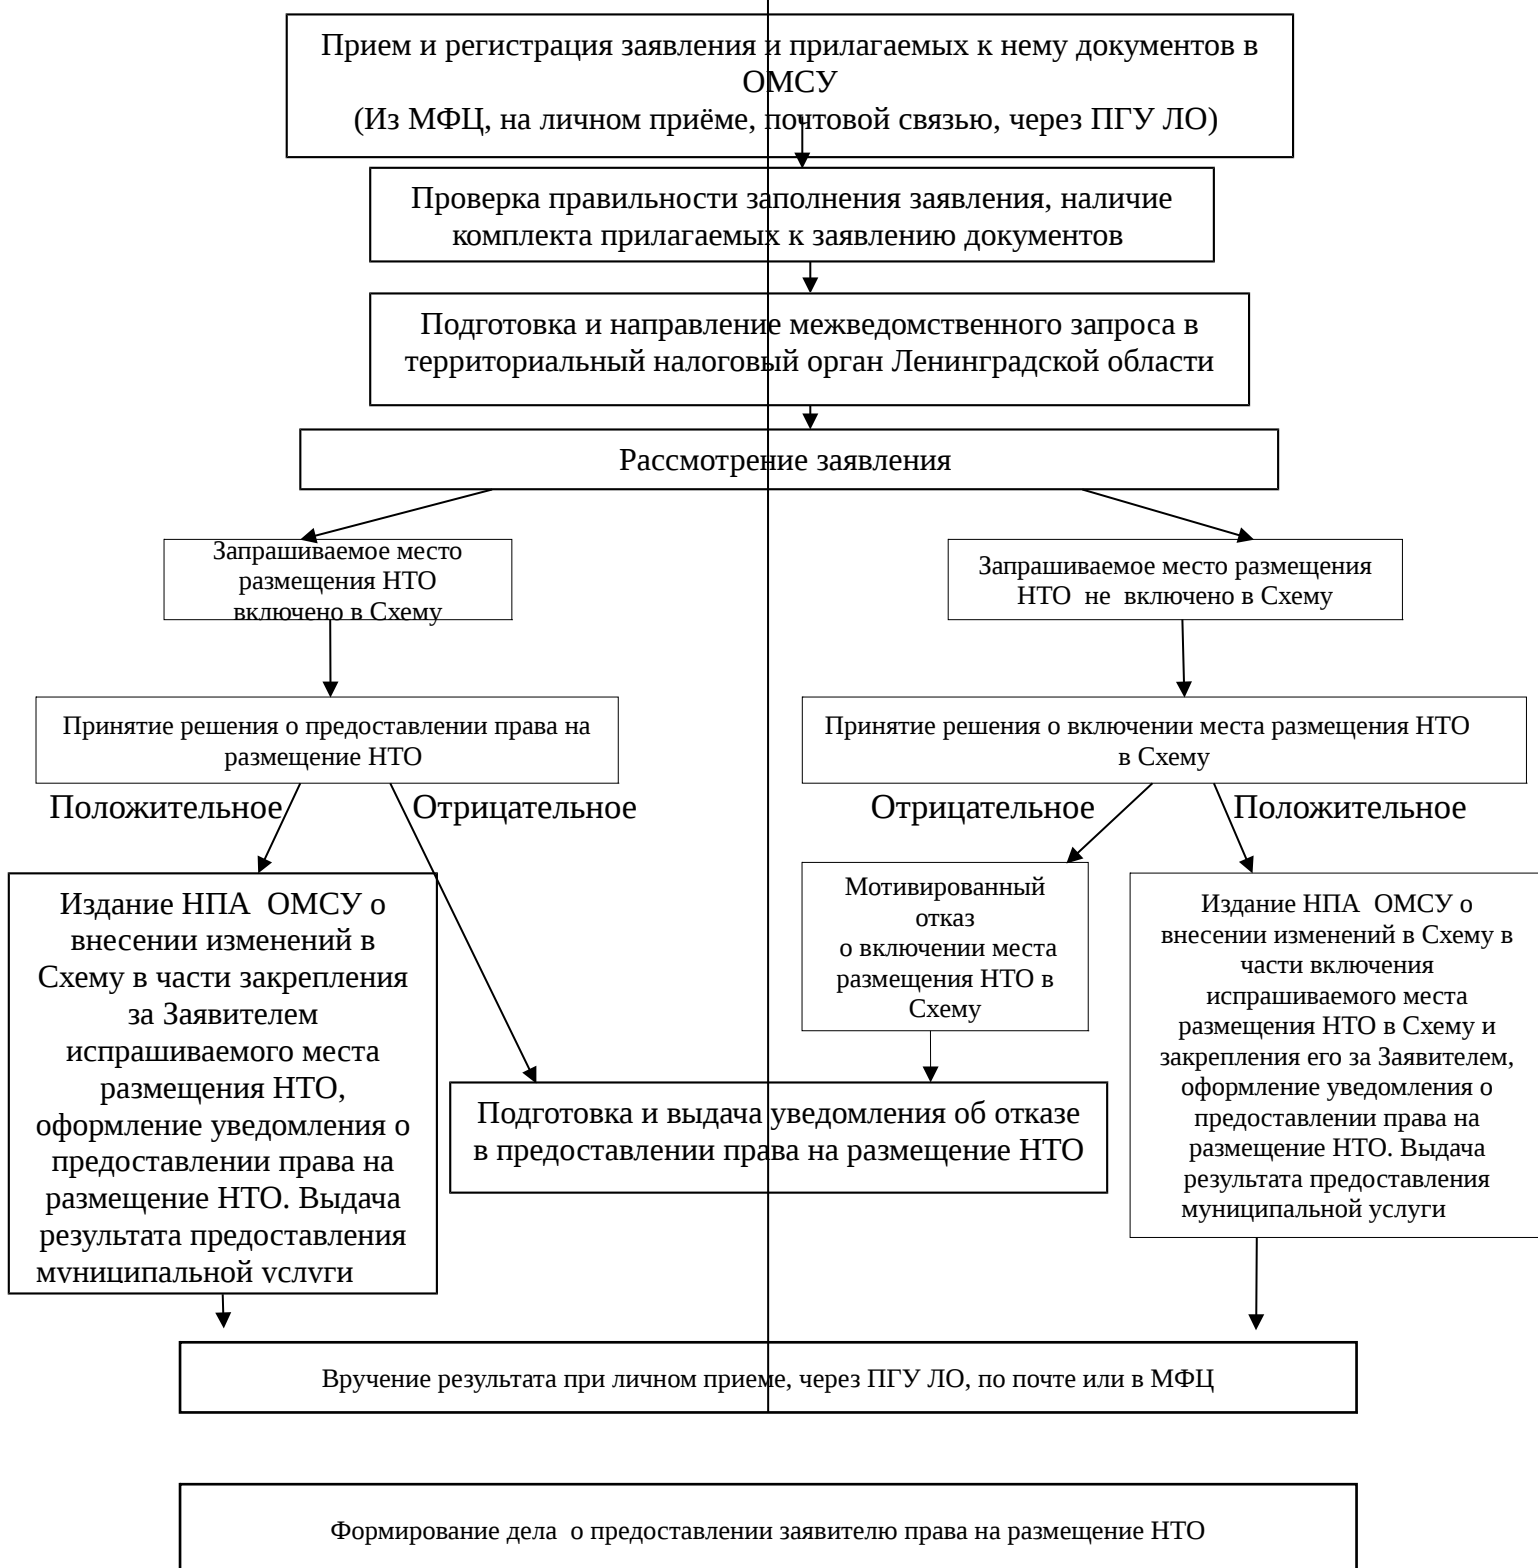 Прием и регистрация заявления и прилагаемых к нему документов в
ОМСУ
(Из МФЦ, на личном приёме, почтовой связью, через ПГУ ЛО)
Проверка правильности заполнения заявления, наличие
комплекта прилагаемых к заявлению документов
Подготовка и направление межведомственного запроса в
территориальный налоговый орган Ленинградской области
Рассмотрение заявления
Запрашиваемое место
размещения НТО
включено в Схему
Запрашиваемое место размещения
НТО  не  включено в Схему
Принятие решения о предоставлении права на
размещение НТО
Принятие решения о включении места размещения НТО
в Схему
Положительное
Отрицательное
Отрицательное
Положительное
Издание НПА  ОМСУ о
внесении изменений в
Схему в части закрепления
за Заявителем
испрашиваемого места
размещения НТО,
оформление уведомления о
предоставлении права на
размещение НТО. Выдача
результата предоставления
муниципальной услуги
Мотивированный
отказ
о включении места
размещения НТО в
Схему
Издание НПА  ОМСУ о
внесении изменений в Схему в
части включения
испрашиваемого места
размещения НТО в Схему и
закрепления его за Заявителем,
оформление уведомления о
предоставлении права на
размещение НТО. Выдача
результата предоставления
муниципальной услуги
Подготовка и выдача уведомления об отказе
в предоставлении права на размещение НТО
Вручение результата при личном приеме, через ПГУ ЛО, по почте или в МФЦ
Формирование дела  о предоставлении заявителю права на размещение НТО